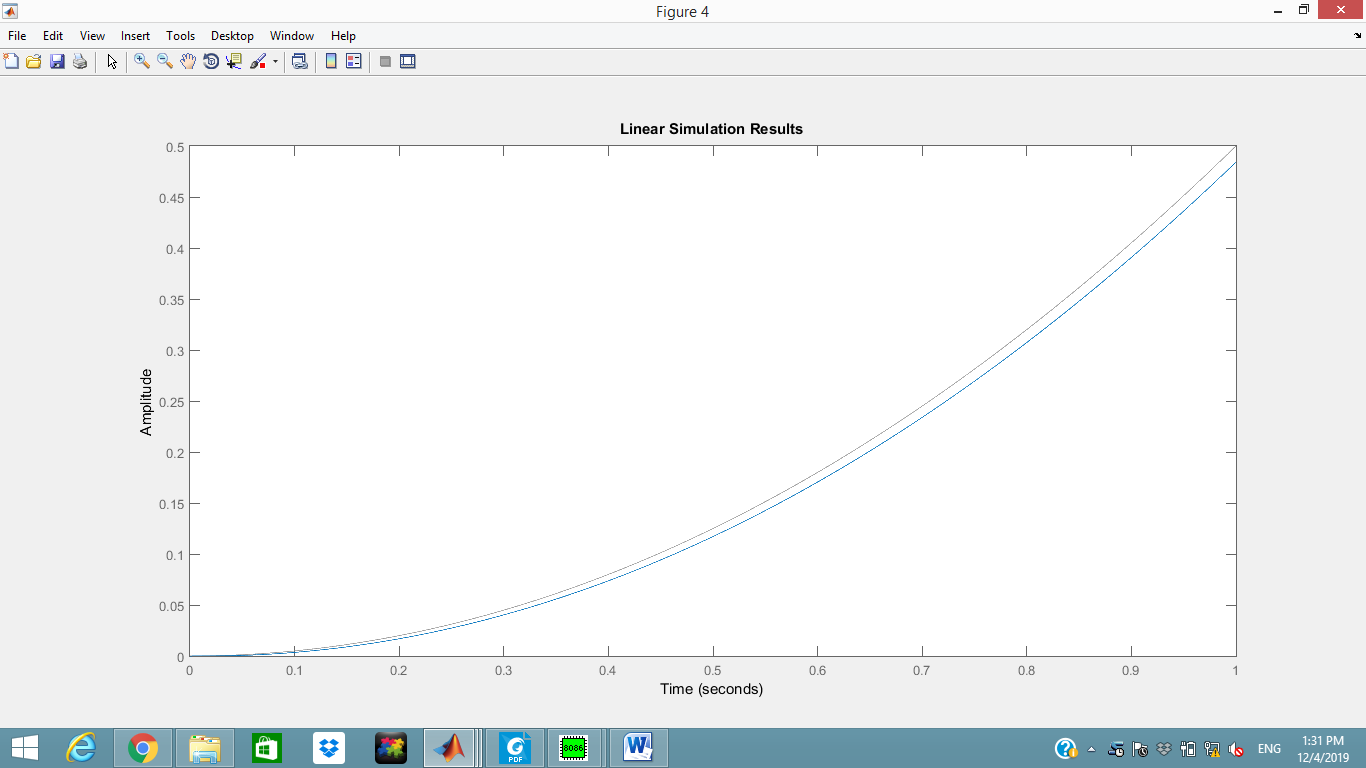 Figure 4
File Edit View Insert Tools Desktop Window Help
Linear Simulation Results
0.5
0.45
0.4
0.35
0.3
0.25
0.2
0.15
0.1
0.05
0
Amplitude
0 0.1 0.2 0.3 0.4 0.5 0.6 0.7 0.8 0.9 1
Time (seconds)
PDF
8086
W
ENG
1:31 PM
12/4/2019